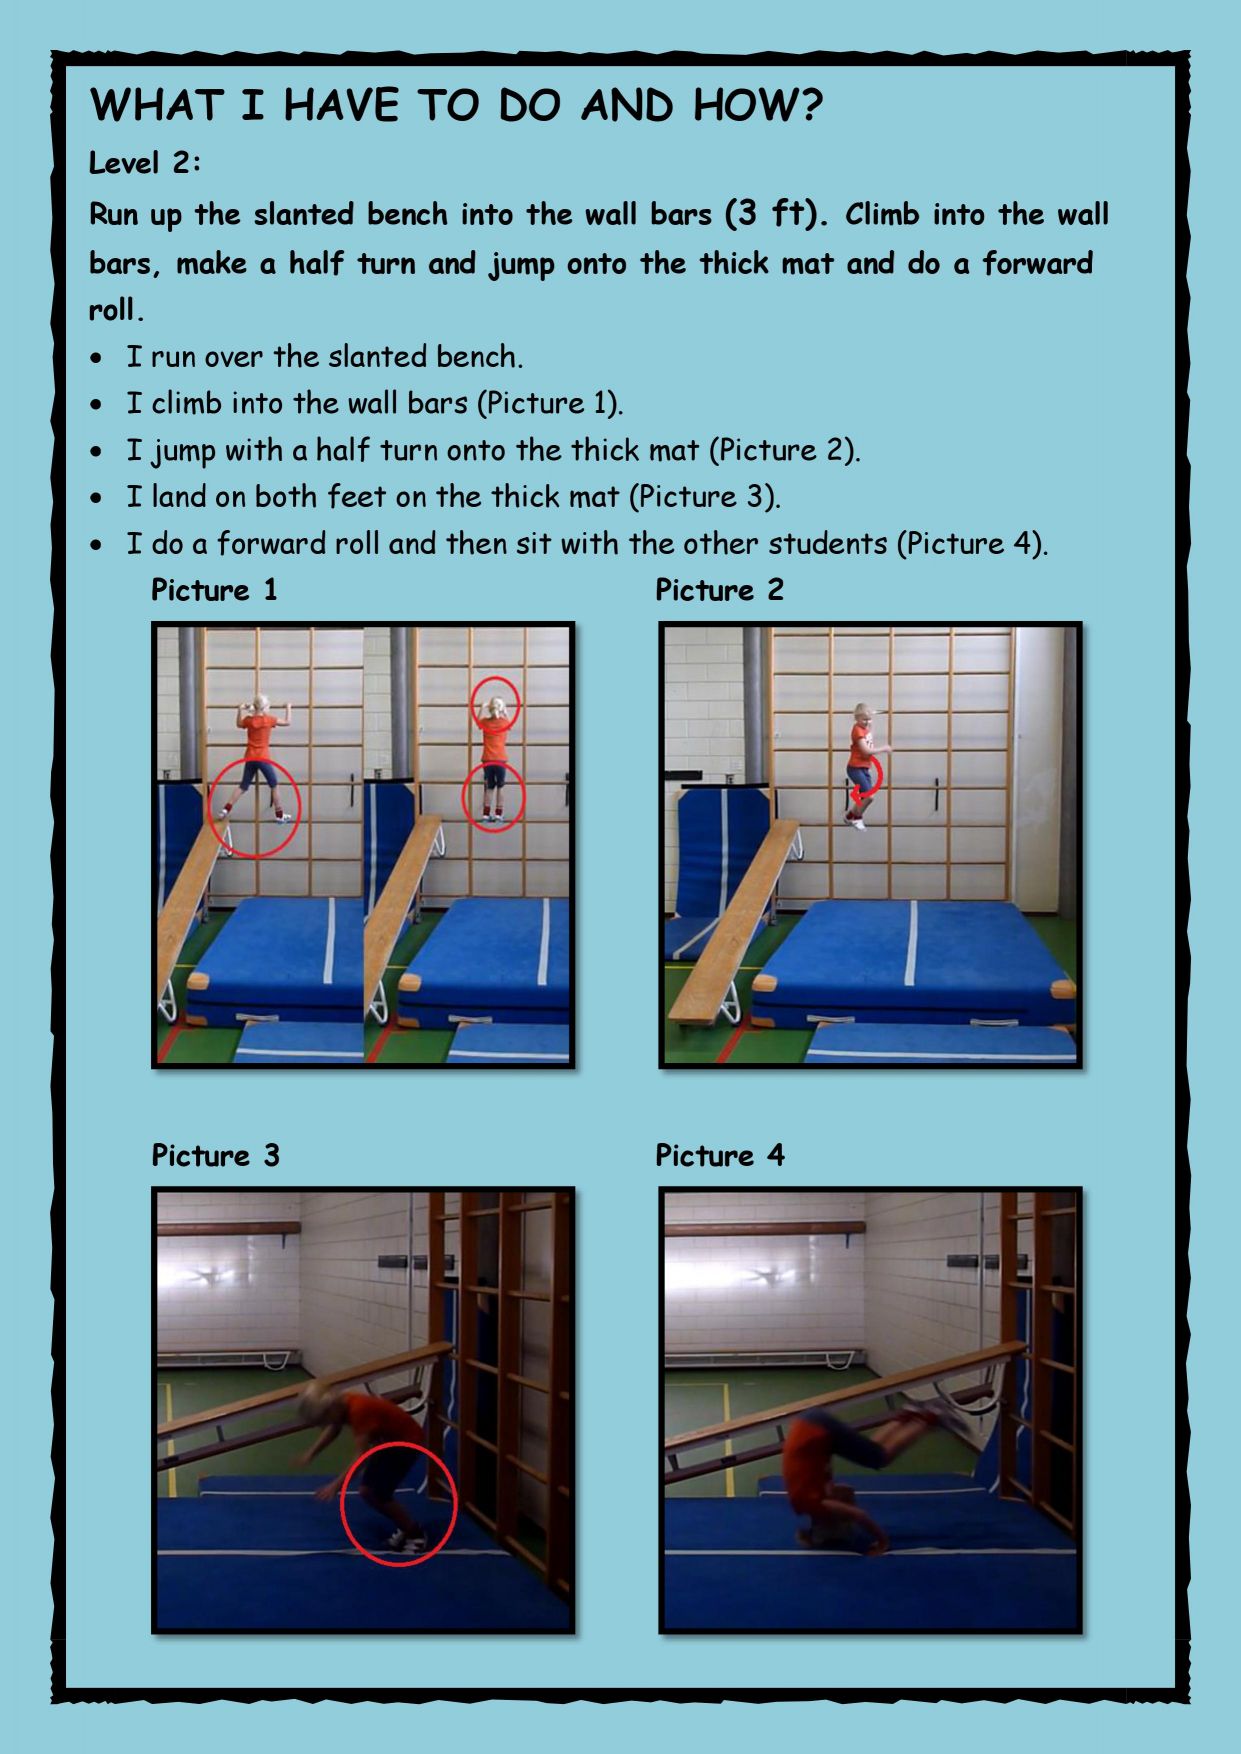 WHAT I HAVE TO DO AND HOW?
Level 2:
Run up the slanted bench into the wall bars (3 ft). Climb into the wall
bars, make a half turn and jump onto the thick mat and do a forward
roll.
• I run over the slanted bench.
• I climb into the wall bars (Picture 1).
• I jump with a half turn onto the thick mat (Picture 2).
• I land on both feet on the thick mat (Picture 3).
• I do a forward roll and then sit with the other students (Picture 4).
Picture 1
Picture 2
Picture 3
Picture 4